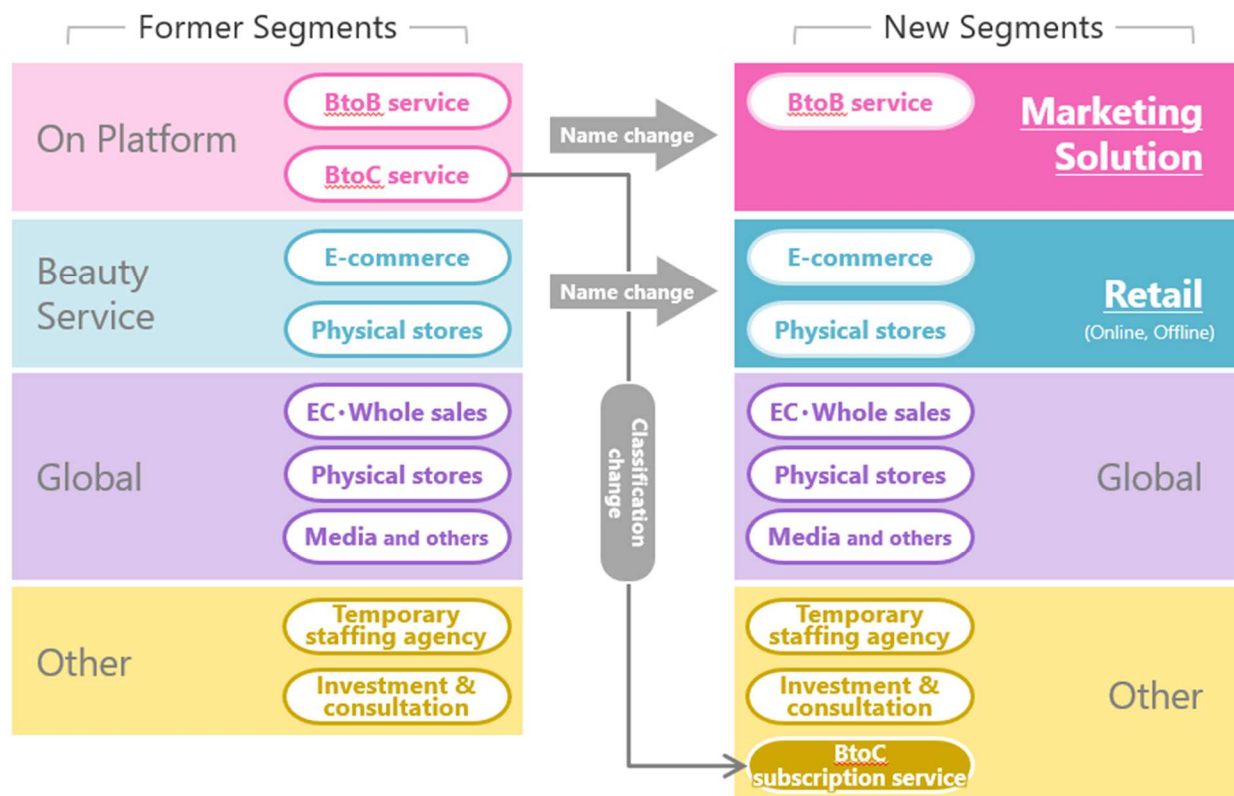 Former Segments
On Platform
BtoB service
BtoC service
Beauty
Service
E-commerce
Physical stores
Global
EC・Whole sales
Physical stores
Media and others
Other
Temporary
staffing agency
Investment &
consultation
Name change
Name change
Classification
change
New Segments
BtoB service
Marketing
Solution
E-commerce
Physical stores
Retail
(Online, Offline)
EC・Whole sales
Physical stores
Media and others
Global
Temporary
staffing agency
Investment &
consultation
BtoC
subscription service
Other